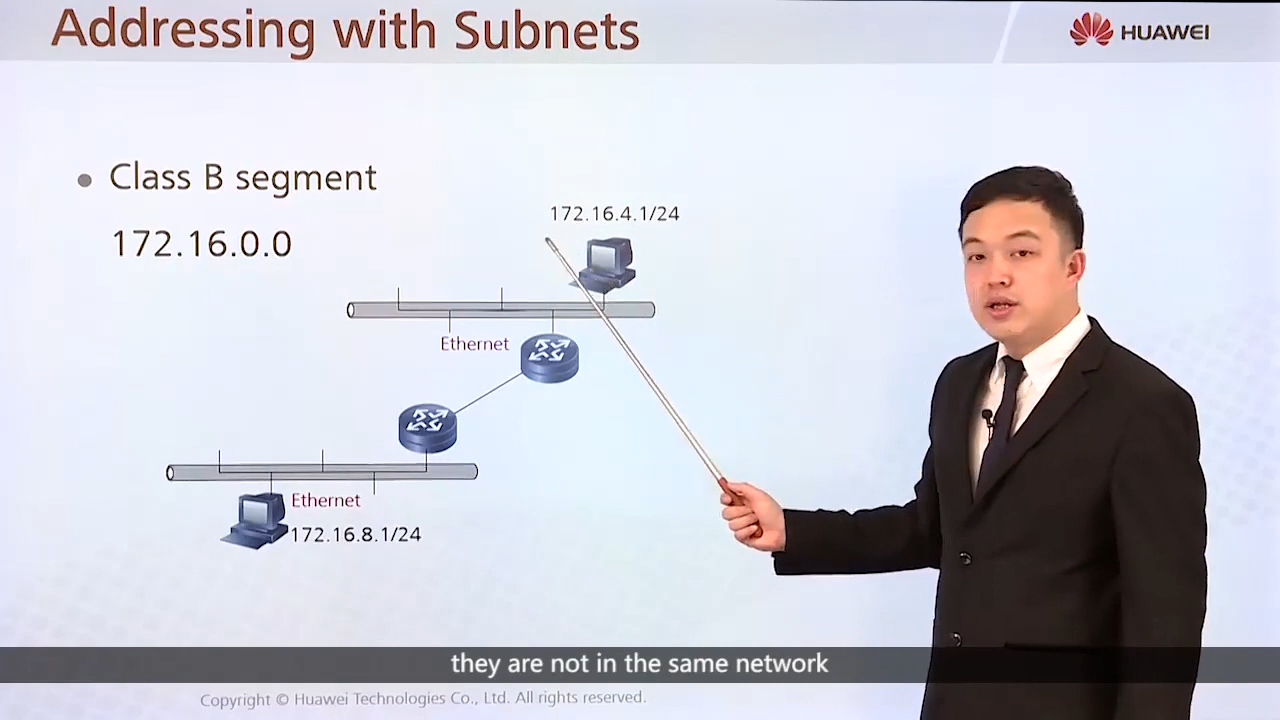 Addressing with Subnets
HUAWEI
Class B segment
172.16.0.0
172.16.4.1/24
Ethernet
Ethernet
172.16.8.1/24
they are not in the same network
Copyright © Huawei Technologies Co., Ltd. All rights reserved.